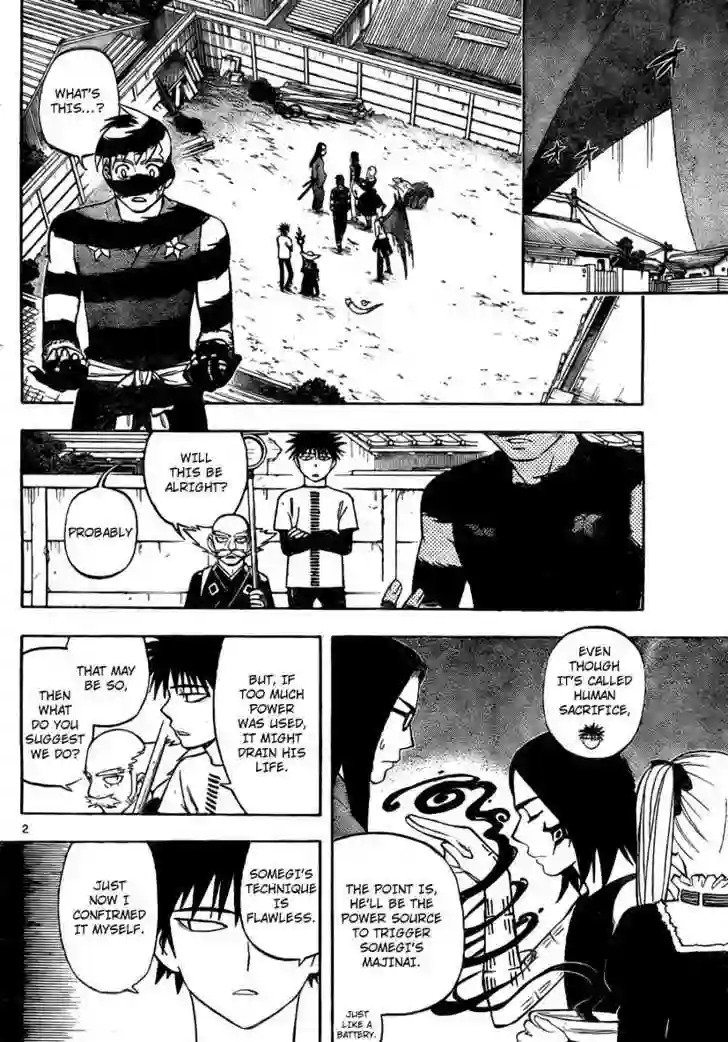 WHAT'S
THIS...?
WILL
THIS BE
ALRIGHT?
PROBABLY
EVEN
THOUGH
IT'S CALLED
HUMAN
SACRIFICE,
THE POINT IS,
HE'LL BE THE
POWER SOURCE
TO TRIGGER
SOMEGI'S
MAJINAI.
JUST
LIKE A
BATTERY.
BUT, IF
TOO MUCH
POWER
WAS USED,
IT MIGHT
DRAIN HIS
LIFE.
THAT MAY
BE SO,
THEN
WHAT
DO YOU
SUGGEST
WE DO?
2
SOMEGI'S
TECHNIQUE
IS
FLAWLESS.
JUST
NOW I
CONFIRMED
IT MYSELF.